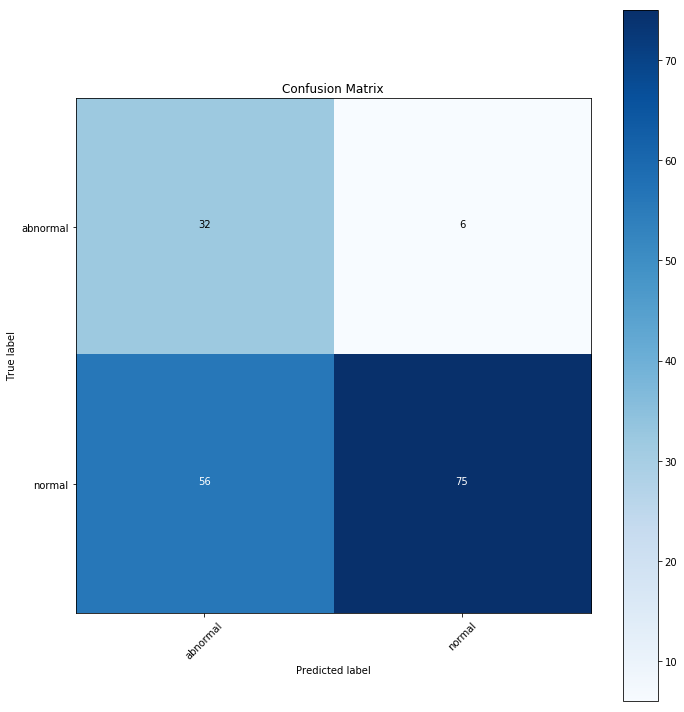 Confusion Matrix
70
60
50
40
30
20
10
abnormal
32
6
True label
normal
56
75
abnormal
normal
Predicted label